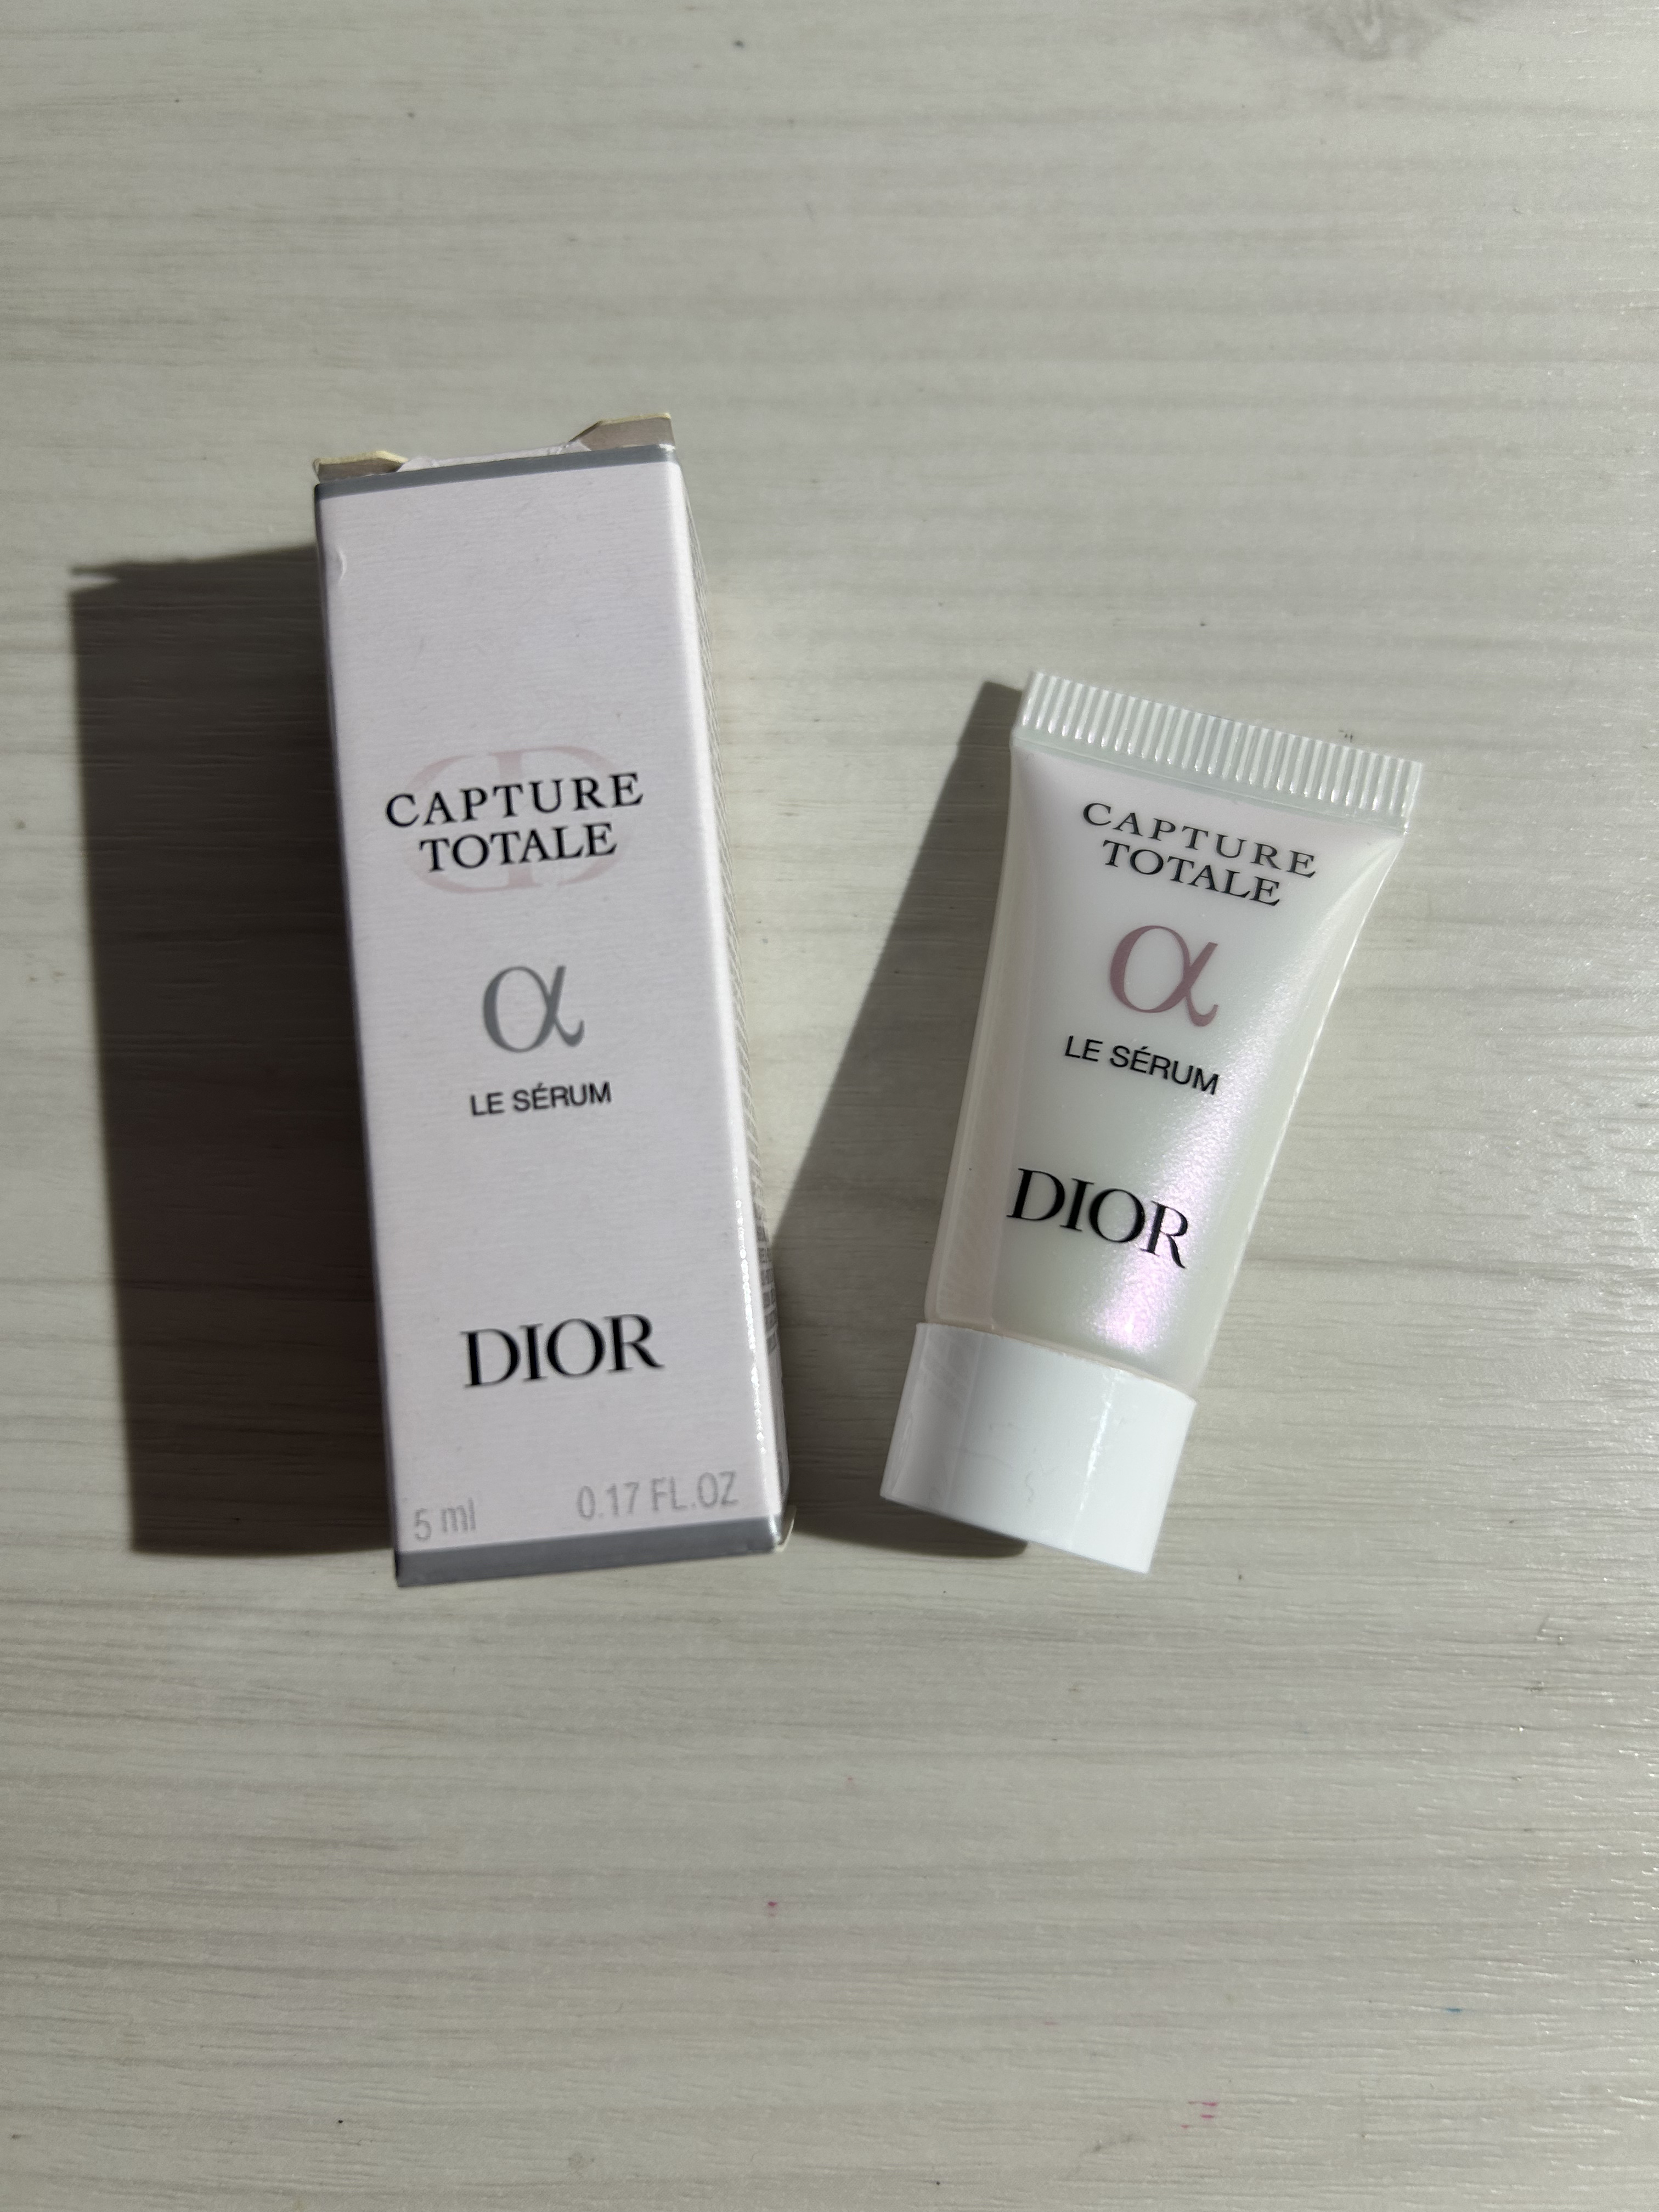 CAPTURE
TOTALE
α
LE SÉRUM
DIOR
5 ml 0.17 FL.OZ
CAPTURE
TOTALE
α
LE SÉRUM
DIOR